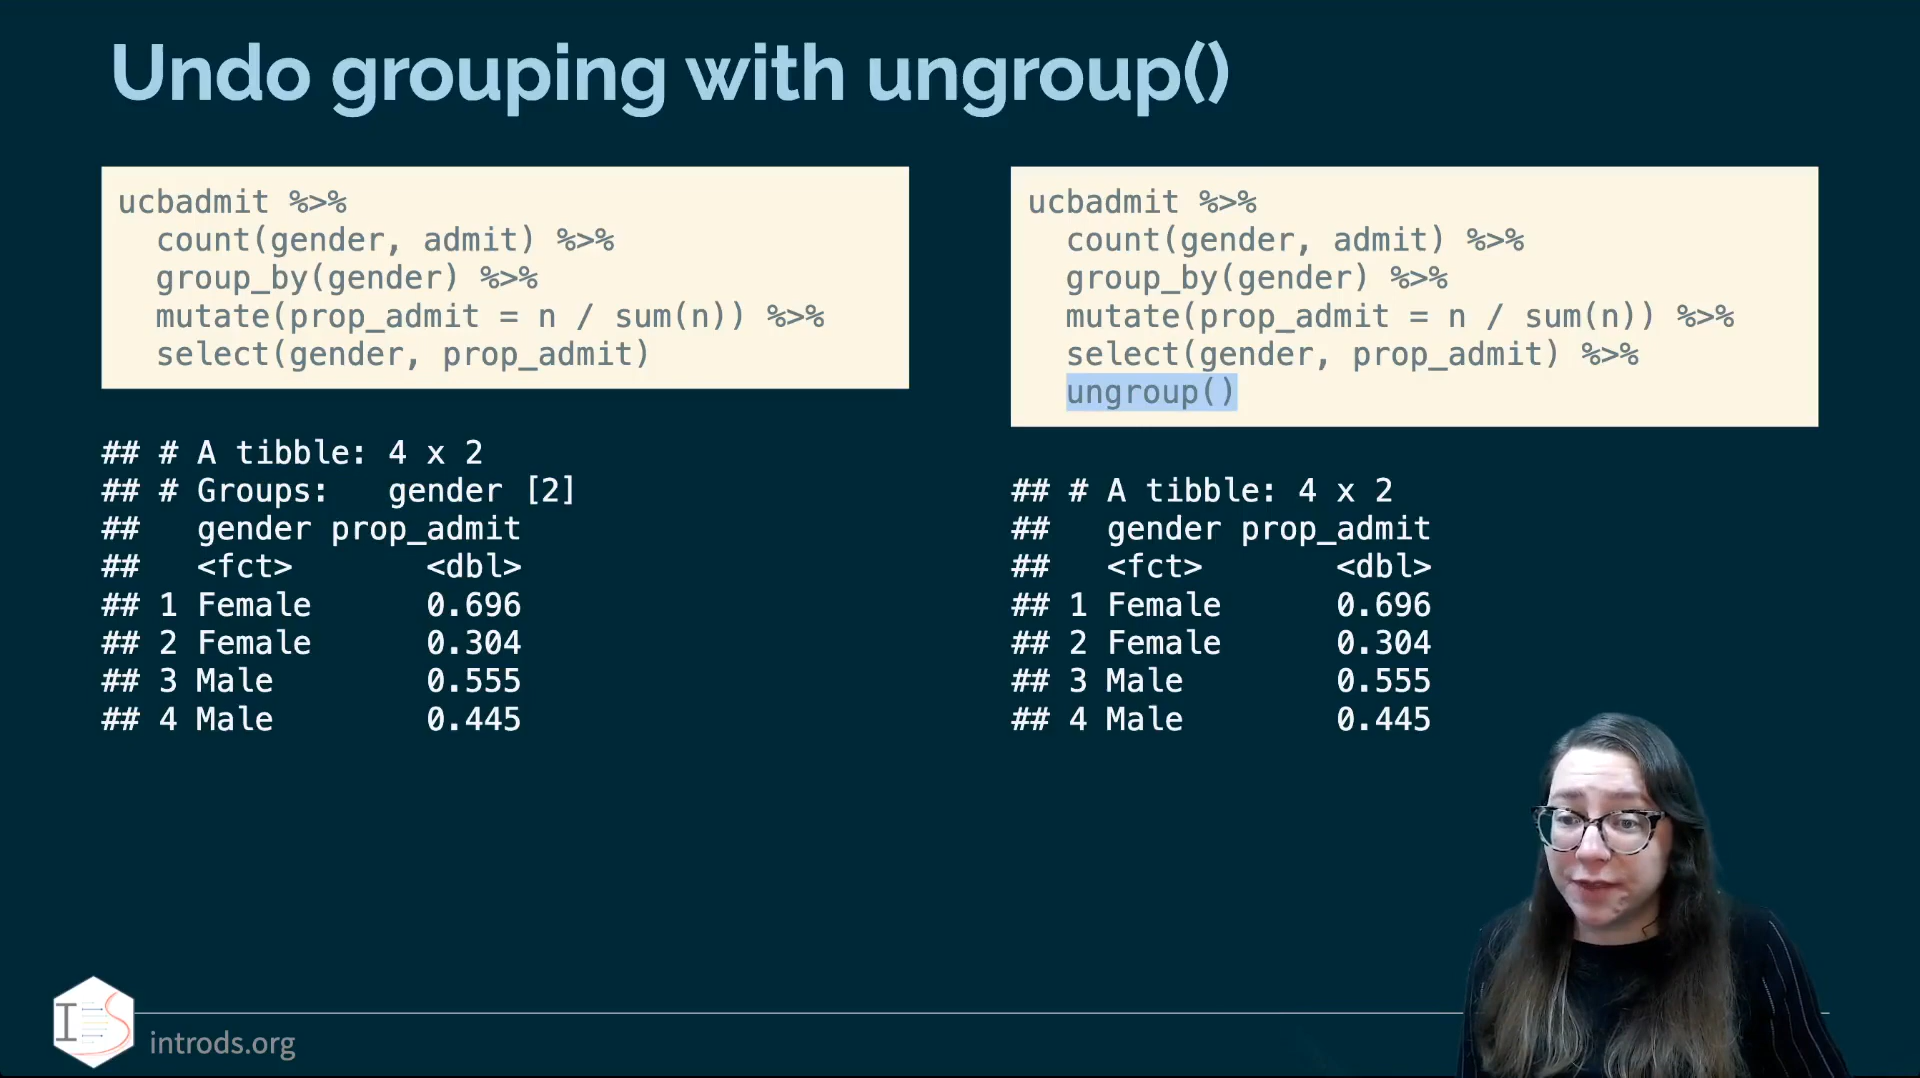 Undo grouping with ungroup()
ucbadmit %>%
  count(gender, admit) %>%
  group_by(gender) %>%
  mutate(prop_admit = n / sum(n)) %>%
  select(gender, prop_admit)
## # A tibble: 4 x 2
## # Groups:   gender [2]
##   gender prop_admit
##   <fct>       <dbl>
## 1 Female      0.696
## 2 Female      0.304
## 3 Male        0.555
## 4 Male        0.445
ucbadmit %>%
  count(gender, admit) %>%
  group_by(gender) %>%
  mutate(prop_admit = n / sum(n)) %>%
  select(gender, prop_admit) %>%
  ungroup()
## # A tibble: 4 x 2
##   gender prop_admit
##   <fct>       <dbl>
## 1 Female      0.696
## 2 Female      0.304
## 3 Male        0.555
## 4 Male        0.445
I S
introds.org